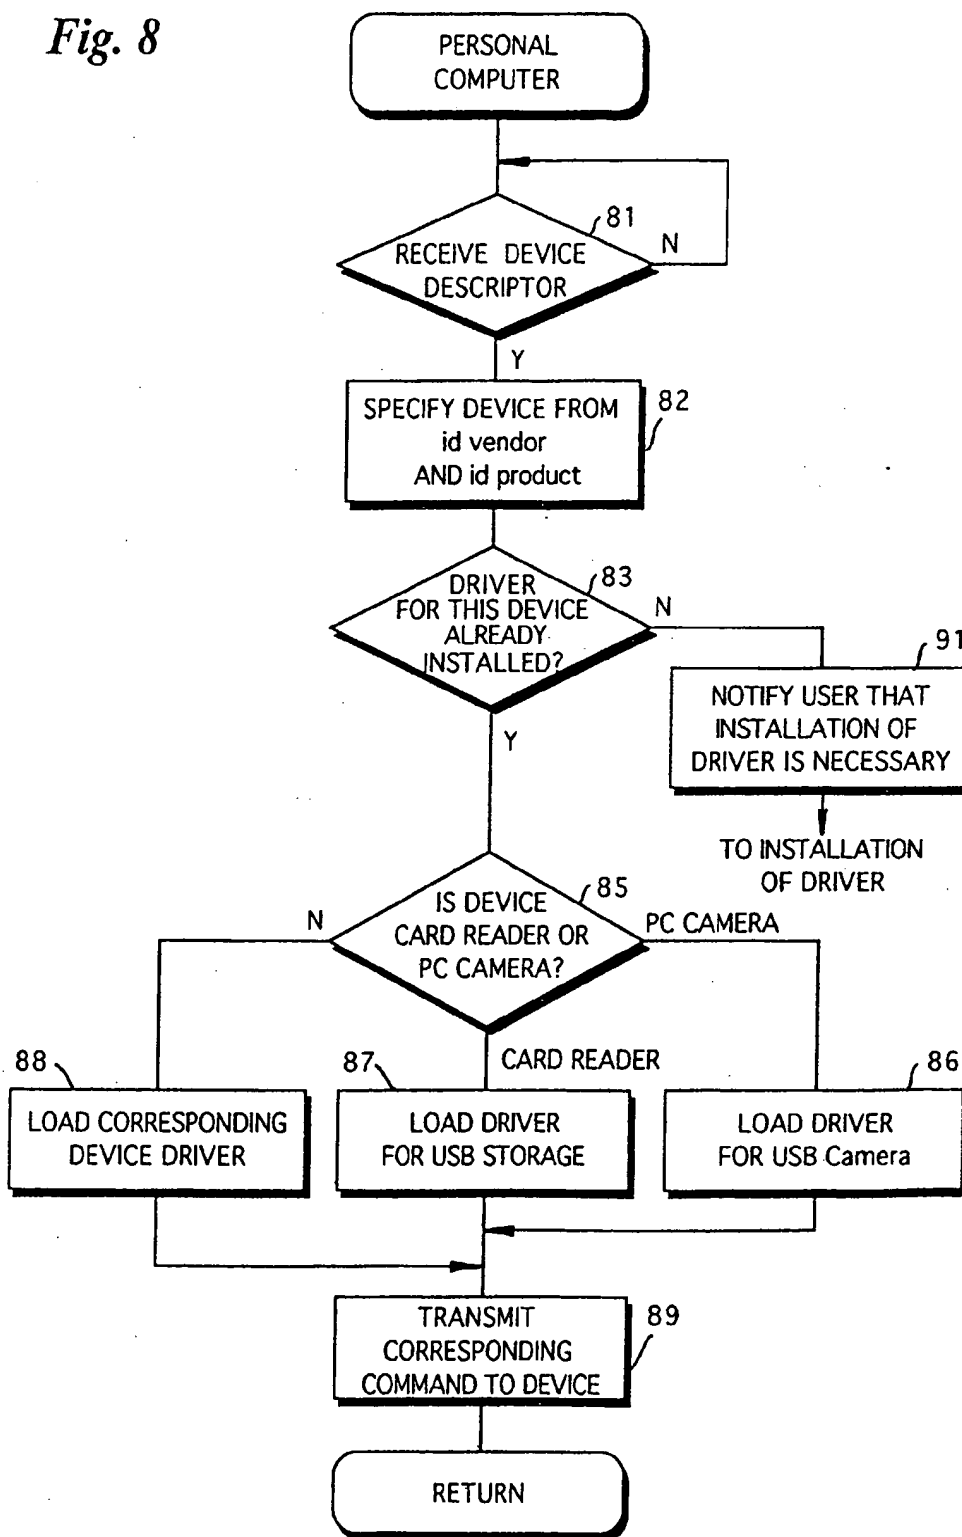 Fig. 8
PERSONAL
COMPUTER
81
RECEIVE DEVICE
DESCRIPTOR
N
Y
SPECIFY DEVICE FROM
id vendor
AND id product
82
DRIVER
FOR THIS DEVICE
ALREADY
INSTALLED?
83
N
Y
91
NOTIFY USER THAT
INSTALLATION OF
DRIVER IS NECESSARY
TO INSTALLATION
OF DRIVER
IS DEVICE
CARD READER OR
PC CAMERA?
85
N
PC CAMERA
CARD READER
88
LOAD CORRESPONDING
DEVICE DRIVER
87
LOAD DRIVER
FOR USB STORAGE
86
LOAD DRIVER
FOR USB Camera
TRANSMIT
CORRESPONDING
COMMAND TO DEVICE
89
RETURN